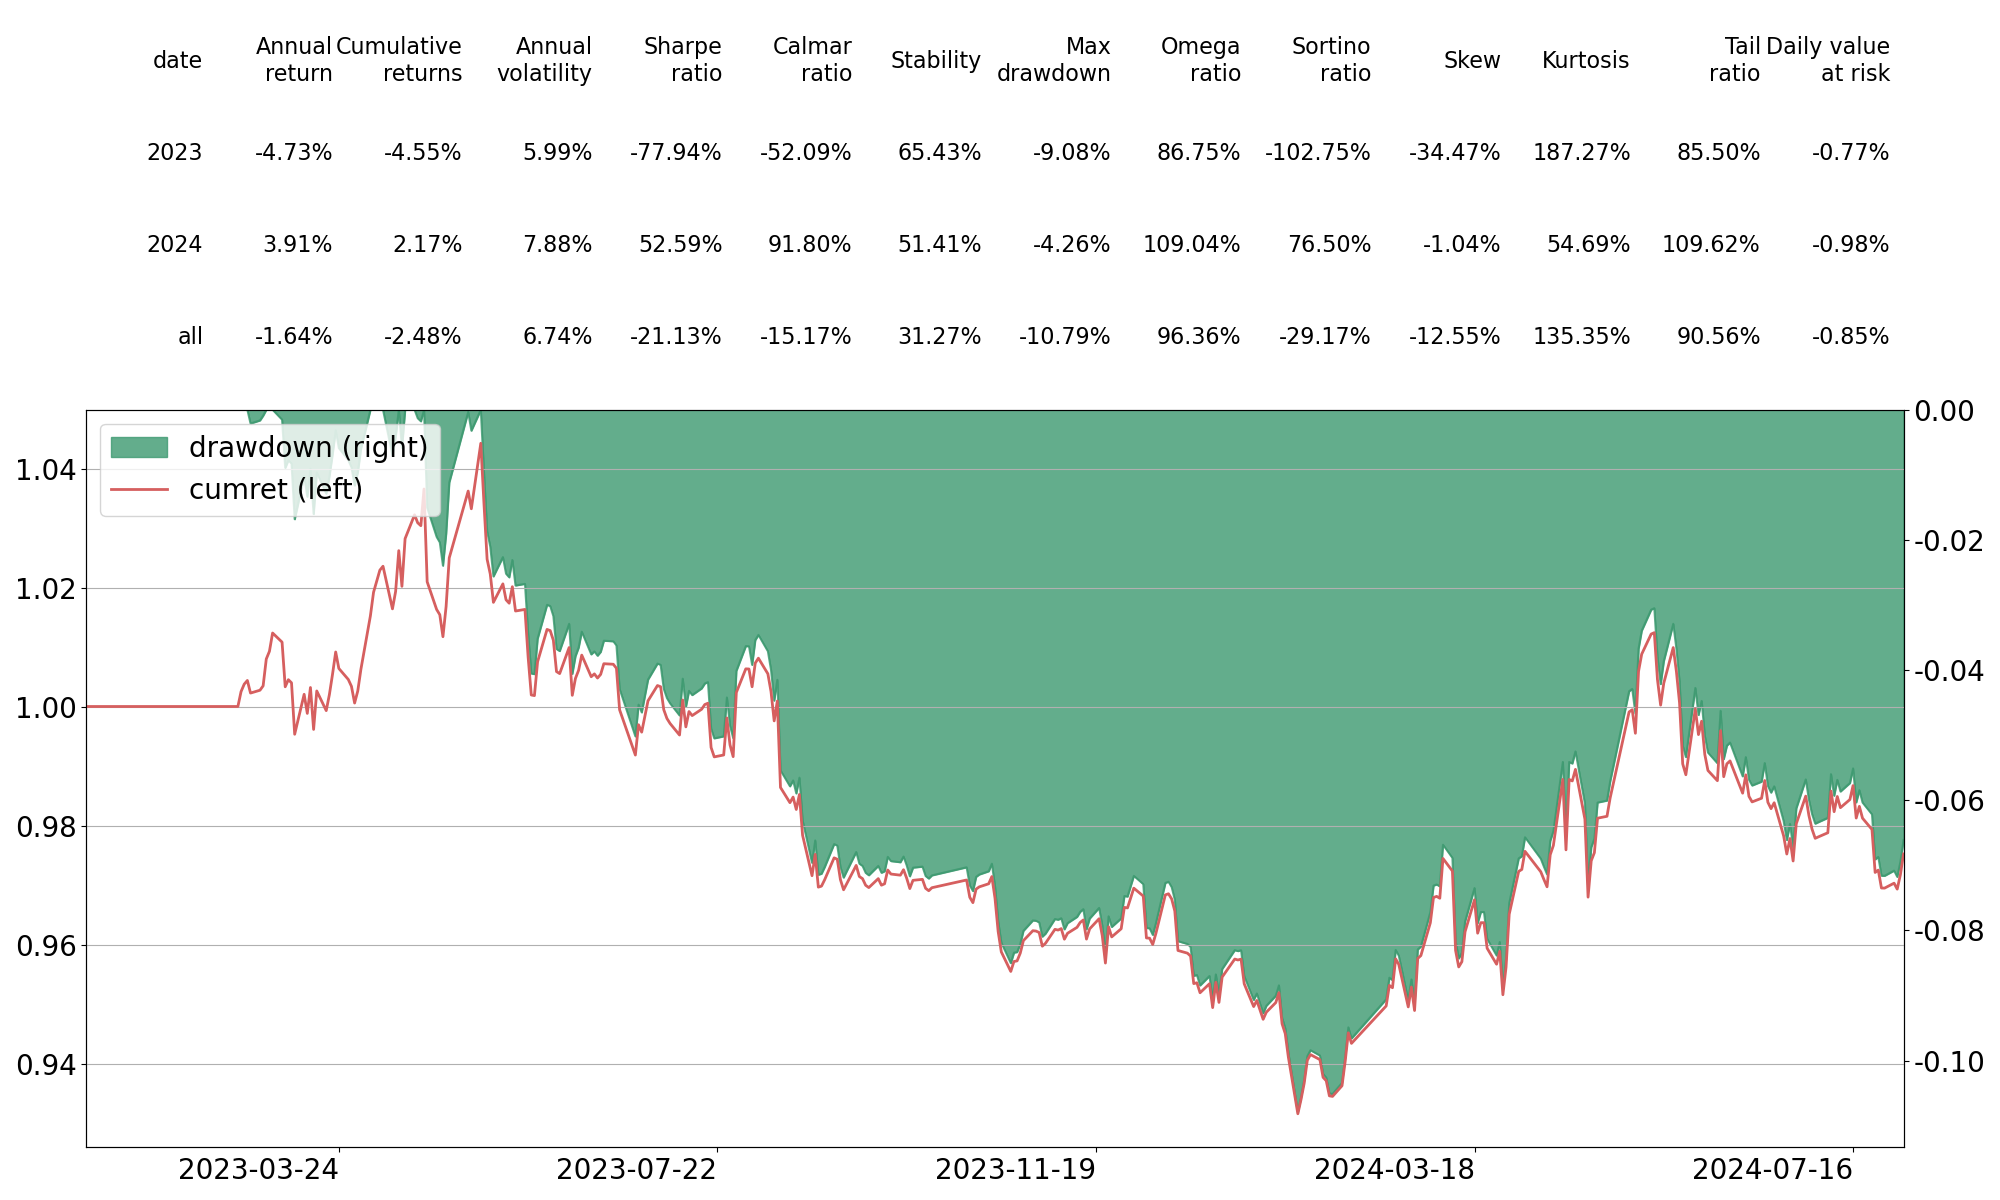 date Annual return Cumulative returns Annual volatility Sharpe ratio Calmar ratio Stability Max drawdown Omega ratio Sortino ratio Skew Kurtosis Tail ratio Daily value at risk
2023 -4.73% -4.55% 5.99% -77.94% -52.09% 65.43% -9.08% 86.75% -102.75% -34.47% 187.27% 85.50% -0.77%
2024 3.91% 2.17% 7.88% 52.59% 91.80% 51.41% -4.26% 109.04% 76.50% -1.04% 54.69% 109.62% -0.98%
all -1.64% -2.48% 6.74% -21.13% -15.17% 31.27% -10.79% 96.36% -29.17% -12.55% 135.35% 90.56% -0.85%
drawdown (right)
cumret (left)
1.04
1.02
1.00
0.98
0.96
0.94
0.00
-0.02
-0.04
-0.06
-0.08
-0.10
2023-03-24 2023-07-22 2023-11-19 2024-03-18 2024-07-16